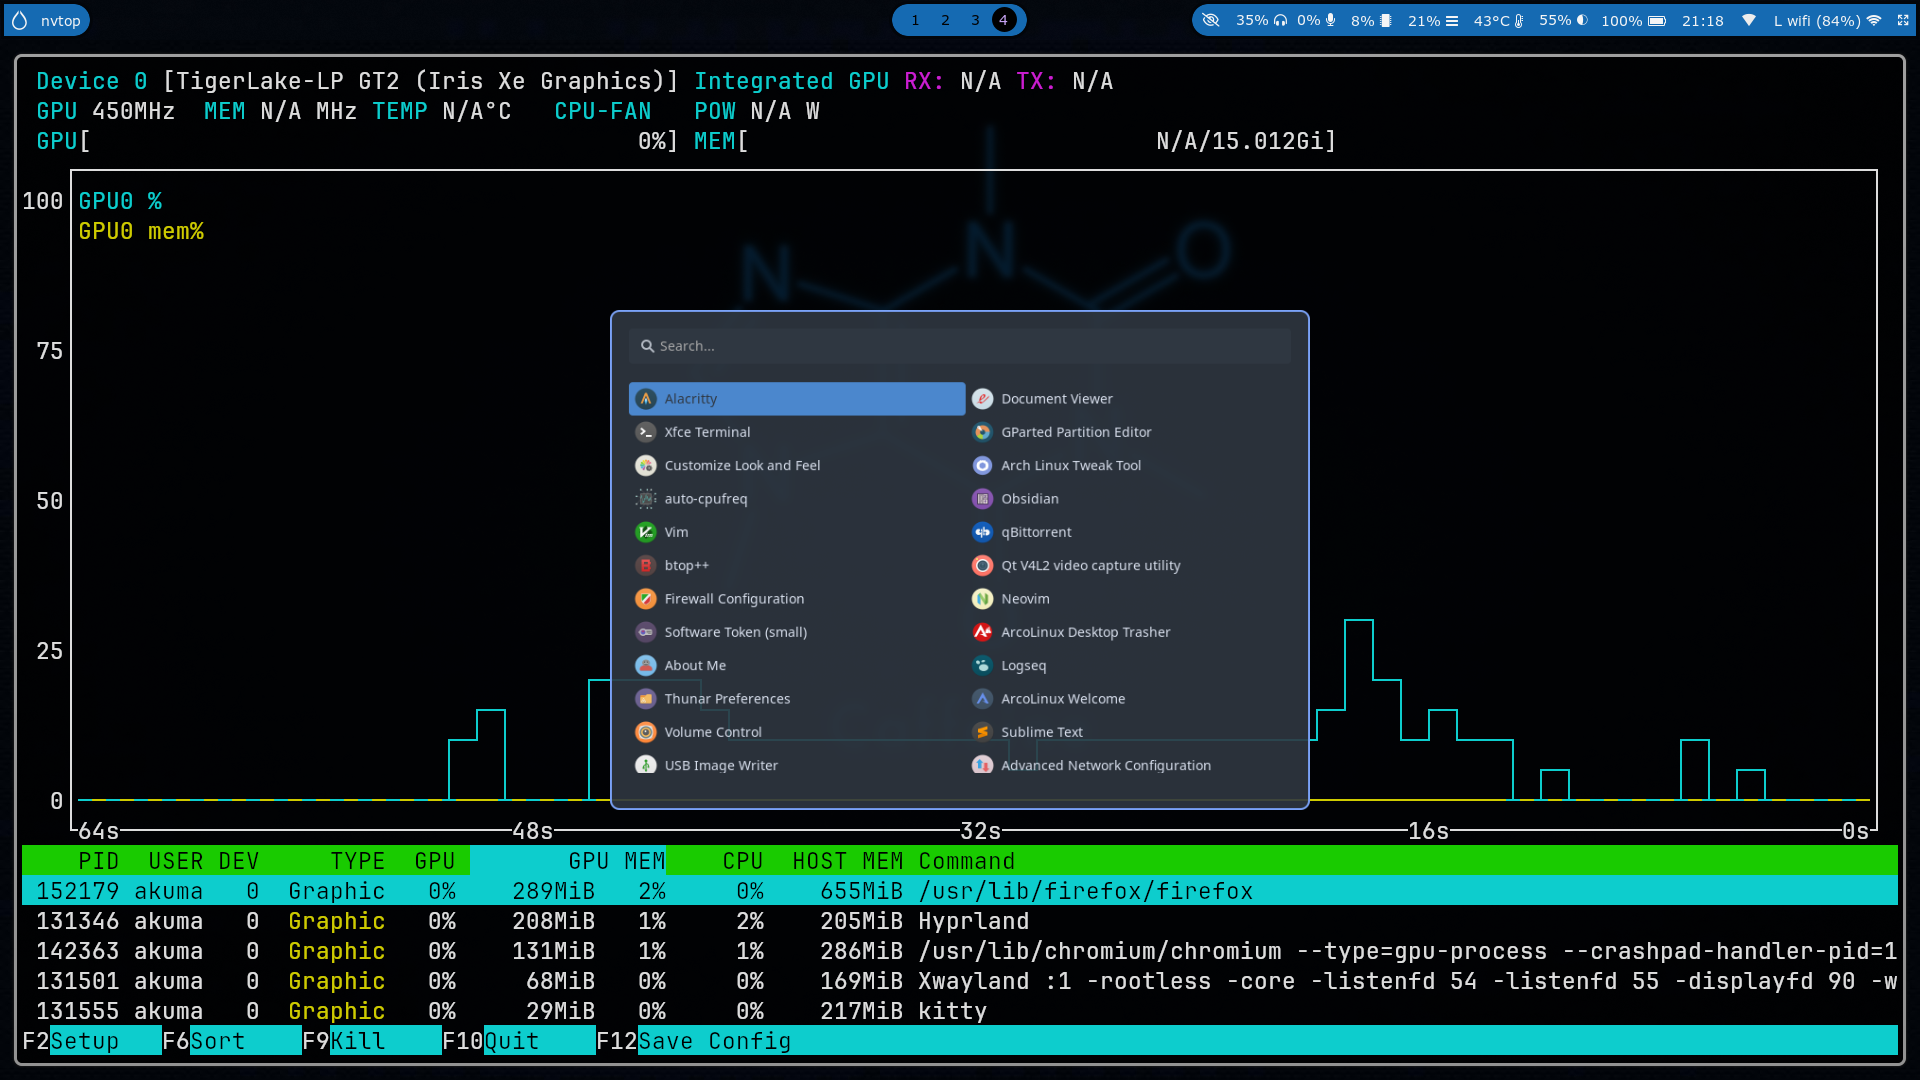 nvtop
1 2 3 4
35% 0% 8% 21% 43°C 55% 100% 21:18 L wifi (84%)
Device 0 [TigerLake-LP GT2 (Iris Xe Graphics)] Integrated GPU RX: N/A TX: N/A
GPU 450MHz MEM N/A MHz TEMP N/A°C CPU-FAN POW N/A W
GPU[ 0%] MEM[ N/A/15.012Gi]
100 GPU0 %
GPU0 mem%
N N O
75
50
25
0
Search...
Alacritty
Xfce Terminal
Customize Look and Feel
auto-cpufreq
Vim
btop++
Firewall Configuration
Software Token (small)
About Me
Thunar Preferences
Volume Control
USB Image Writer
Document Viewer
GParted Partition Editor
Arch Linux Tweak Tool
Obsidian
qBittorrent
Qt V4L2 video capture utility
Neovim
ArcoLinux Desktop Trasher
Logseq
ArcoLinux Welcome
Sublime Text
Advanced Network Configuration
64s 48s 32s 16s 0s
PID USER DEV TYPE GPU GPU MEM CPU HOST MEM Command
152179 akuma 0 Graphic 0% 289MiB 2% 0% 655MiB /usr/lib/firefox/firefox
131346 akuma 0 Graphic 0% 208MiB 1% 2% 205MiB Hyprland
142363 akuma 0 Graphic 0% 131MiB 1% 1% 286MiB /usr/lib/chromium/chromium --type=gpu-process --crashpad-handler-pid=1
131501 akuma 0 Graphic 0% 68MiB 0% 0% 169MiB Xwayland :1 -rootless -core -listenfd 54 -listenfd 55 -displayfd 90 -w
131555 akuma 0 Graphic 0% 29MiB 0% 0% 217MiB kitty
F2Setup F6Sort F9Kill F10Quit F12Save Config